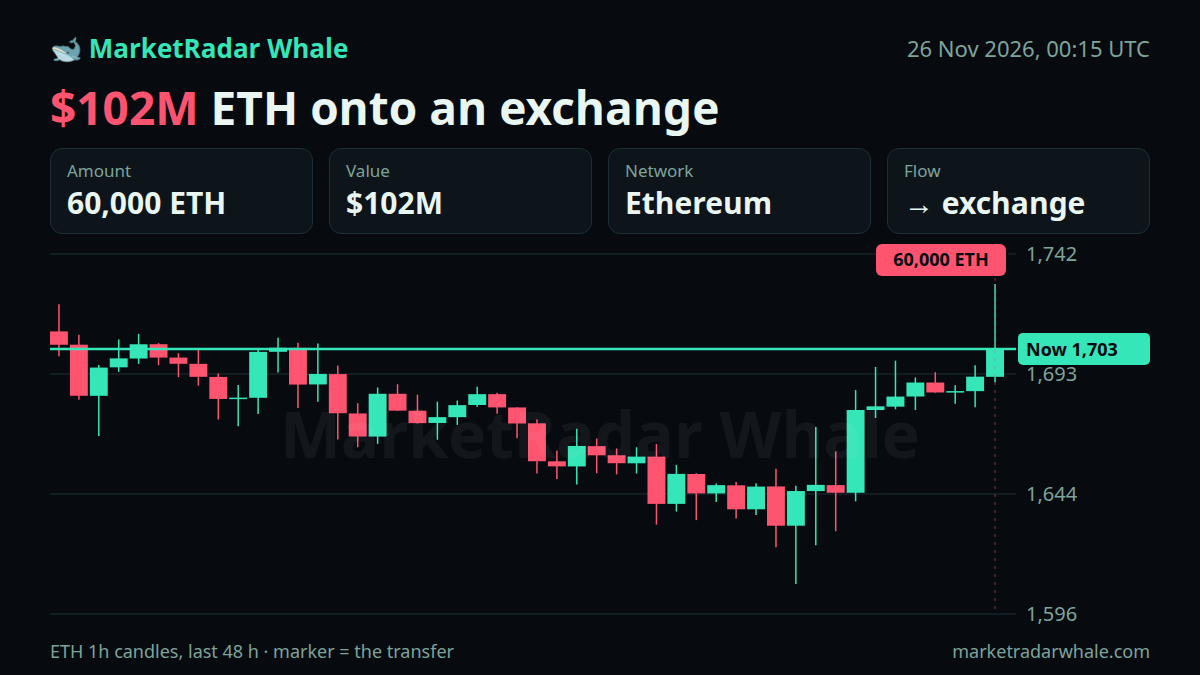 🐋 MarketRadar Whale
26 Nov 2026, 00:15 UTC
$102M ETH onto an exchange
Amount
60,000 ETH
Value
$102M
Network
Ethereum
Flow
→ exchange
60,000 ETH
1,742
Now 1,703
1,693
MarketRadar Whale
1,644
1,596
ETH 1h candles, last 48 h · marker = the transfer
marketradarwhale.com